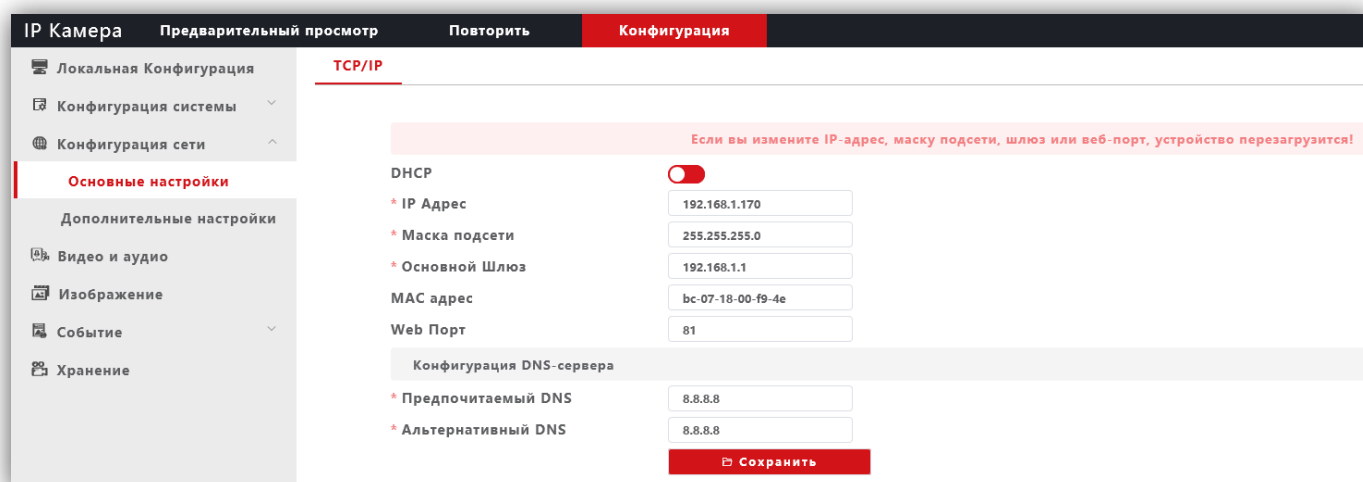 IP Камера Предварительный просмотр Повторить Конфигурация
Локальная Конфигурация
Конфигурация системы
Конфигурация сети
Основные настройки
Дополнительные настройки
Видео и аудио
Изображение
Событие
Хранение
TCP/IP
Если вы измените IP-адрес, маску подсети, шлюз или веб-порт, устройство перезагрузится!
DHCP
* IP Адрес 192.168.1.170
* Маска подсети 255.255.255.0
* Основной Шлюз 192.168.1.1
MAC адрес bc-07-18-00-f9-4e
Web Порт 81
Конфигурация DNS-сервера
* Предпочитаемый DNS 8.8.8.8
* Альтернативный DNS 8.8.8.8
Сохранить